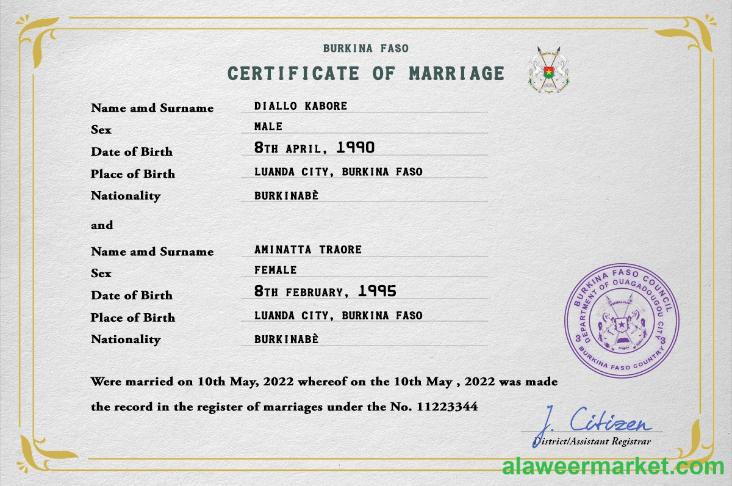 BURKINA FASO
CERTIFICATE OF MARRIAGE
Name amd Surname DIALLO KABORE
Sex MALE
Date of Birth 8TH APRIL, 1990
Place of Birth LUANDA CITY, BURKINA FASO
Nationality BURKINABÈ
and
Name amd Surname AMINATTA TRAORE
Sex FEMALE
Date of Birth 8TH FEBRUARY, 1995
Place of Birth LUANDA CITY, BURKINA FASO
Nationality BURKINABÈ
BURKINA FASO COUNCIL
DEPARTMENT OF OUAGADOUGOU CITY
BURKINA FASO COUNTRY
Were married on 10th May, 2022 whereof on the 10th May , 2022 was made
the record in the register of marriages under the No. 11223344
J. Citizen
District/Assistant Registrar
alaweermarket.com